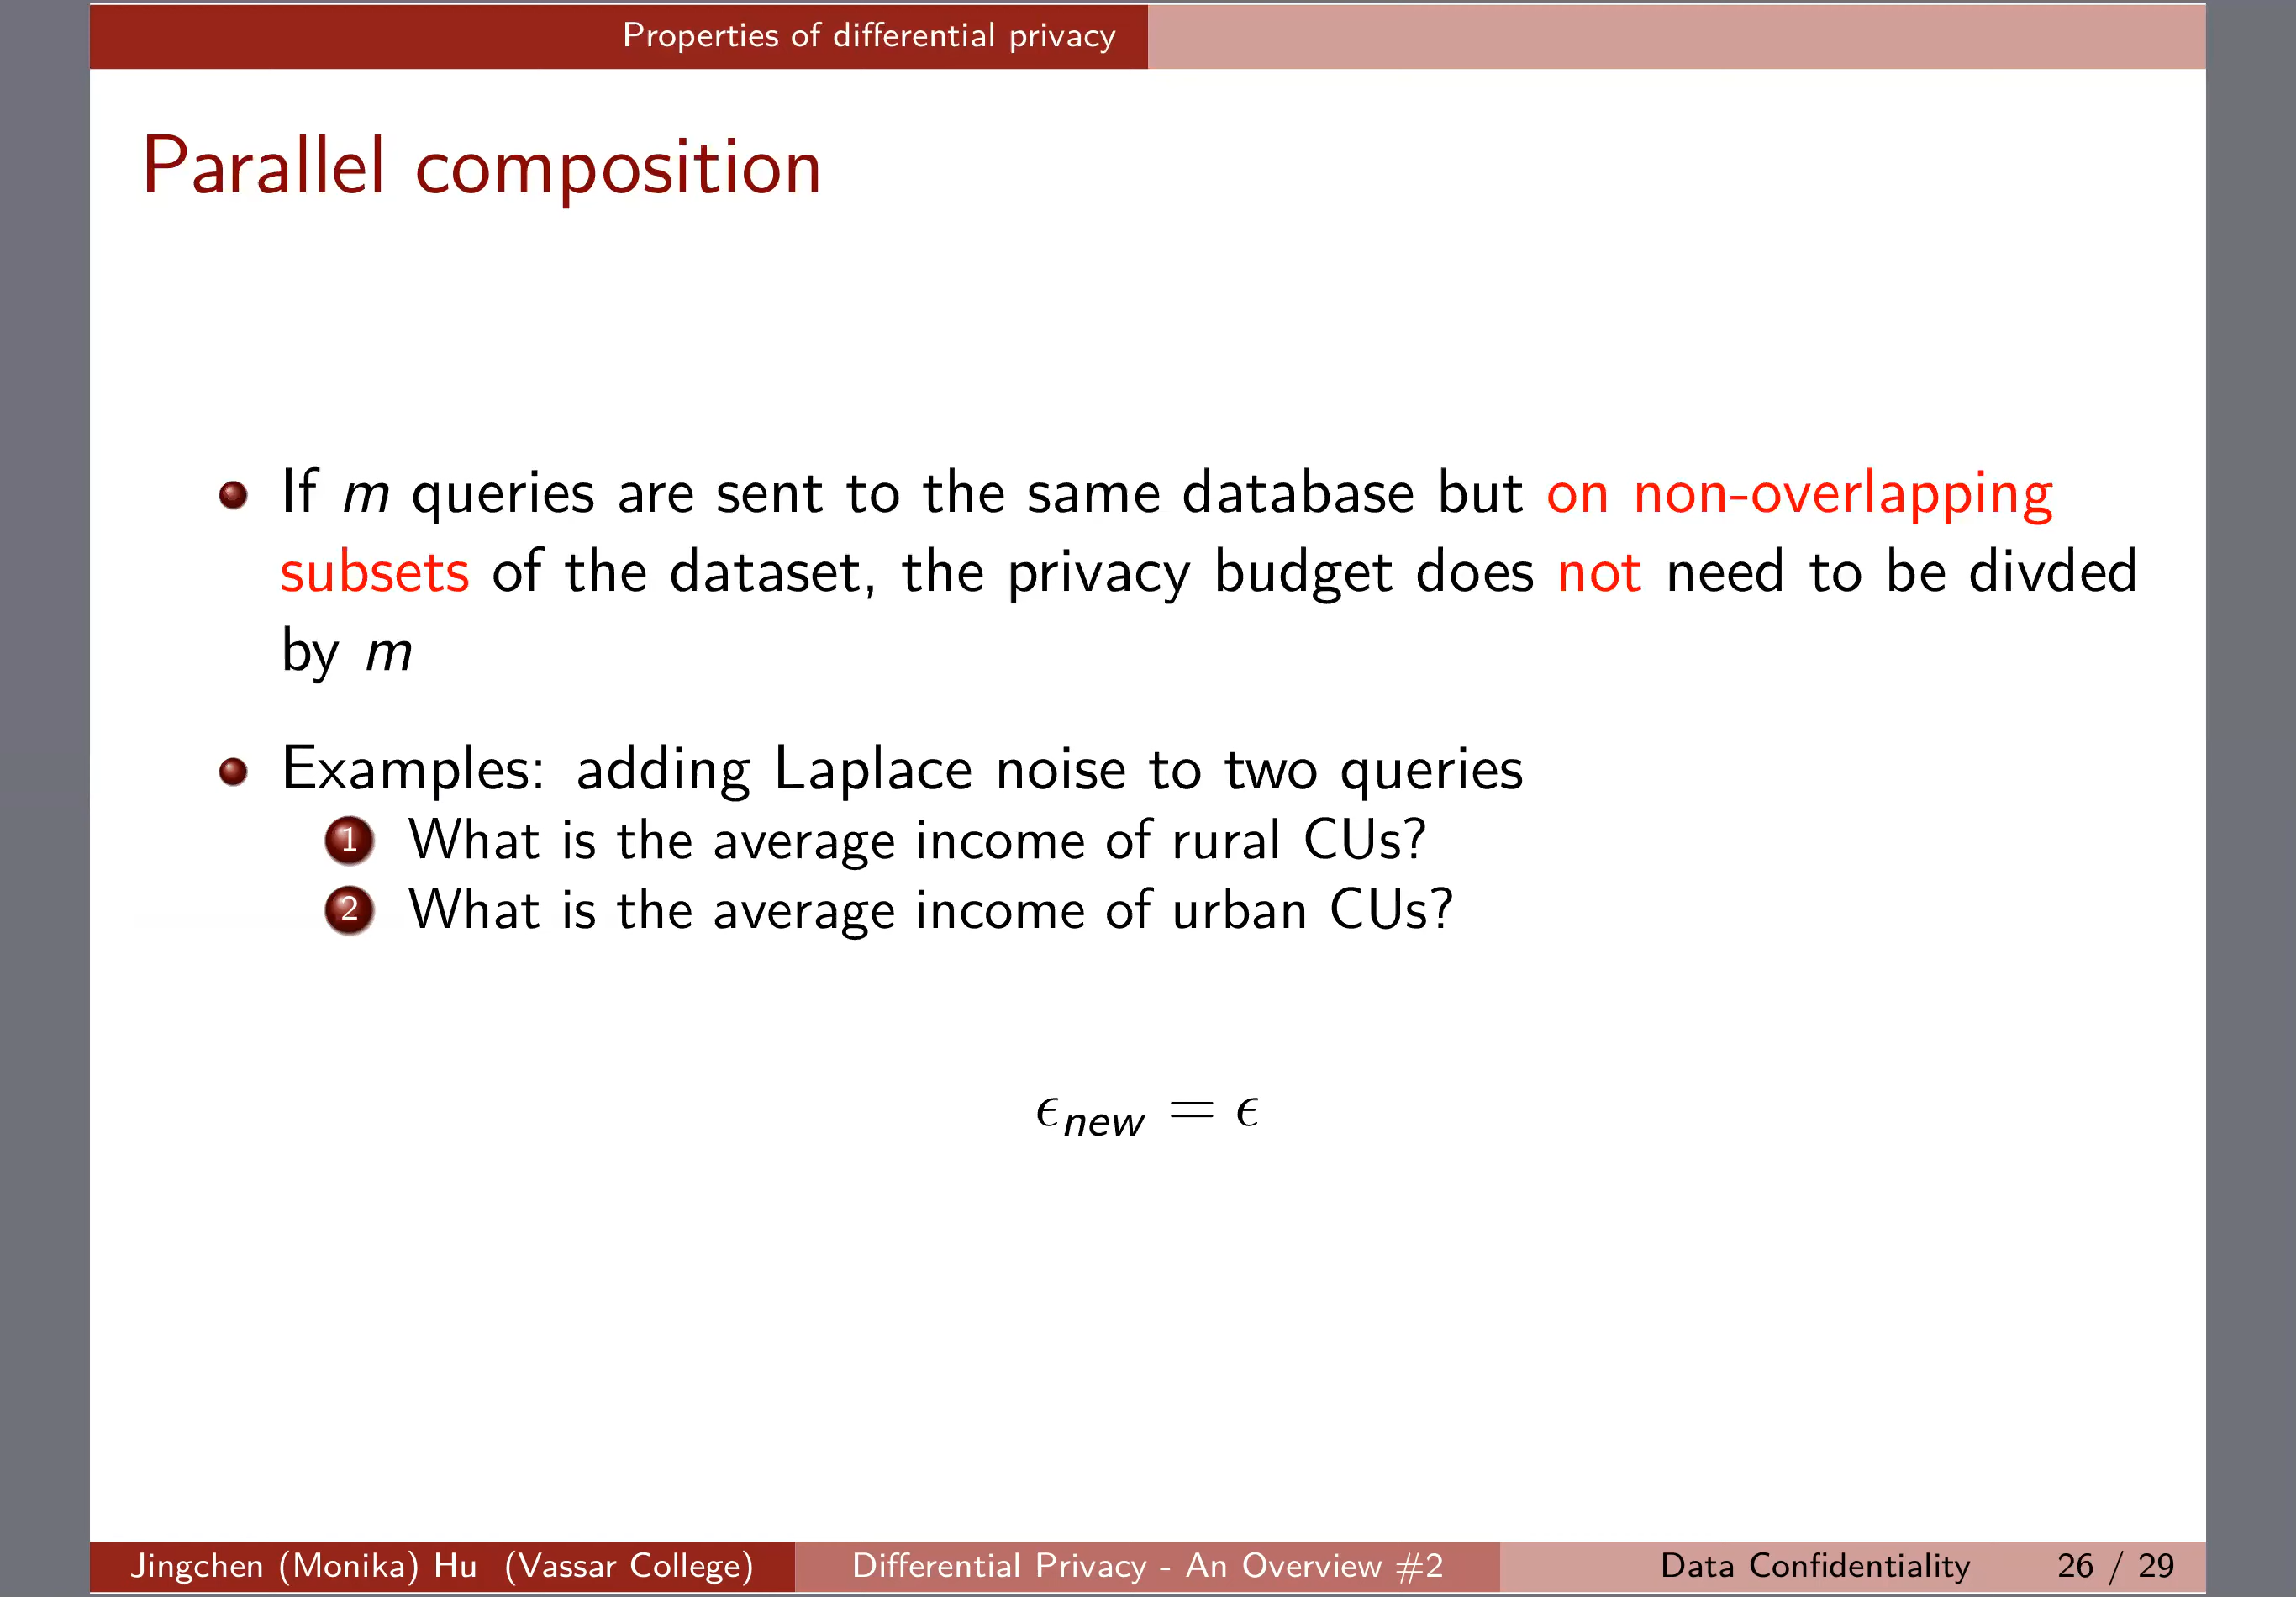 Properties of differential privacy
Parallel composition
If m queries are sent to the same database but on non-overlapping
subsets of the dataset, the privacy budget does not need to be divded
by m
Examples: adding Laplace noise to two queries
1 What is the average income of rural CUs?
2 What is the average income of urban CUs?
ϵnew = ϵ
Jingchen (Monika) Hu (Vassar College) Differential Privacy - An Overview #2 Data Confidentiality 26 / 29